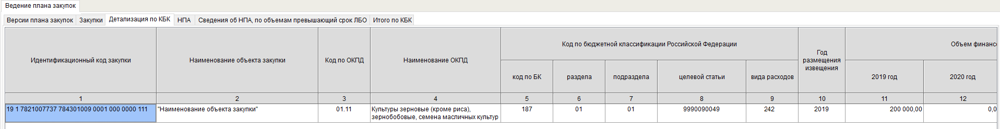 Ведение плана закупок
Версии плана закупок Закупки Детализация по КБК НПА Сведения об НПА, по объемам превышающий срок ЛБО Итого по КБК
Идентификационный код закупки
Наименование объекта закупки
Код по ОКПД
Наименование ОКПД
Код по бюджетной классификации Российской Федерации
код по БК
раздела
подраздела
целевой статьи
вида расходов
Год
размещения
извещения
Объем финансо
2019 год
2020 год
1 2 3 4 5 6 7 8 9 10 11 12
19 1 7821007737 784301009 0001 000 0000 111
"Наименование объекта закупки"
01.11
Культуры зерновые (кроме риса),
зернобобовые, семена масличных культур
187
01
01
9990090049
242
2019
200 000,00
0,0